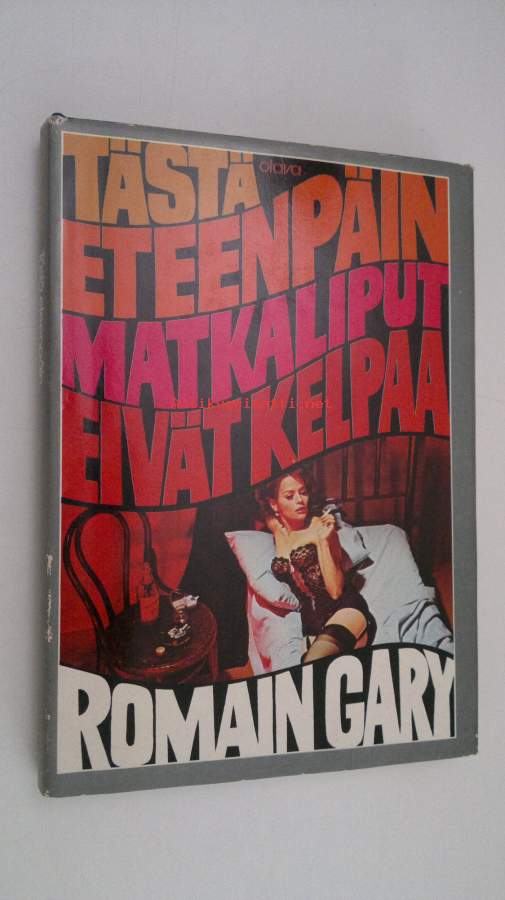 otava
TÄSTÄ
ETEENPÄIN
MATKALIPUT
EIVÄT KELPAA
ROMAIN GARY